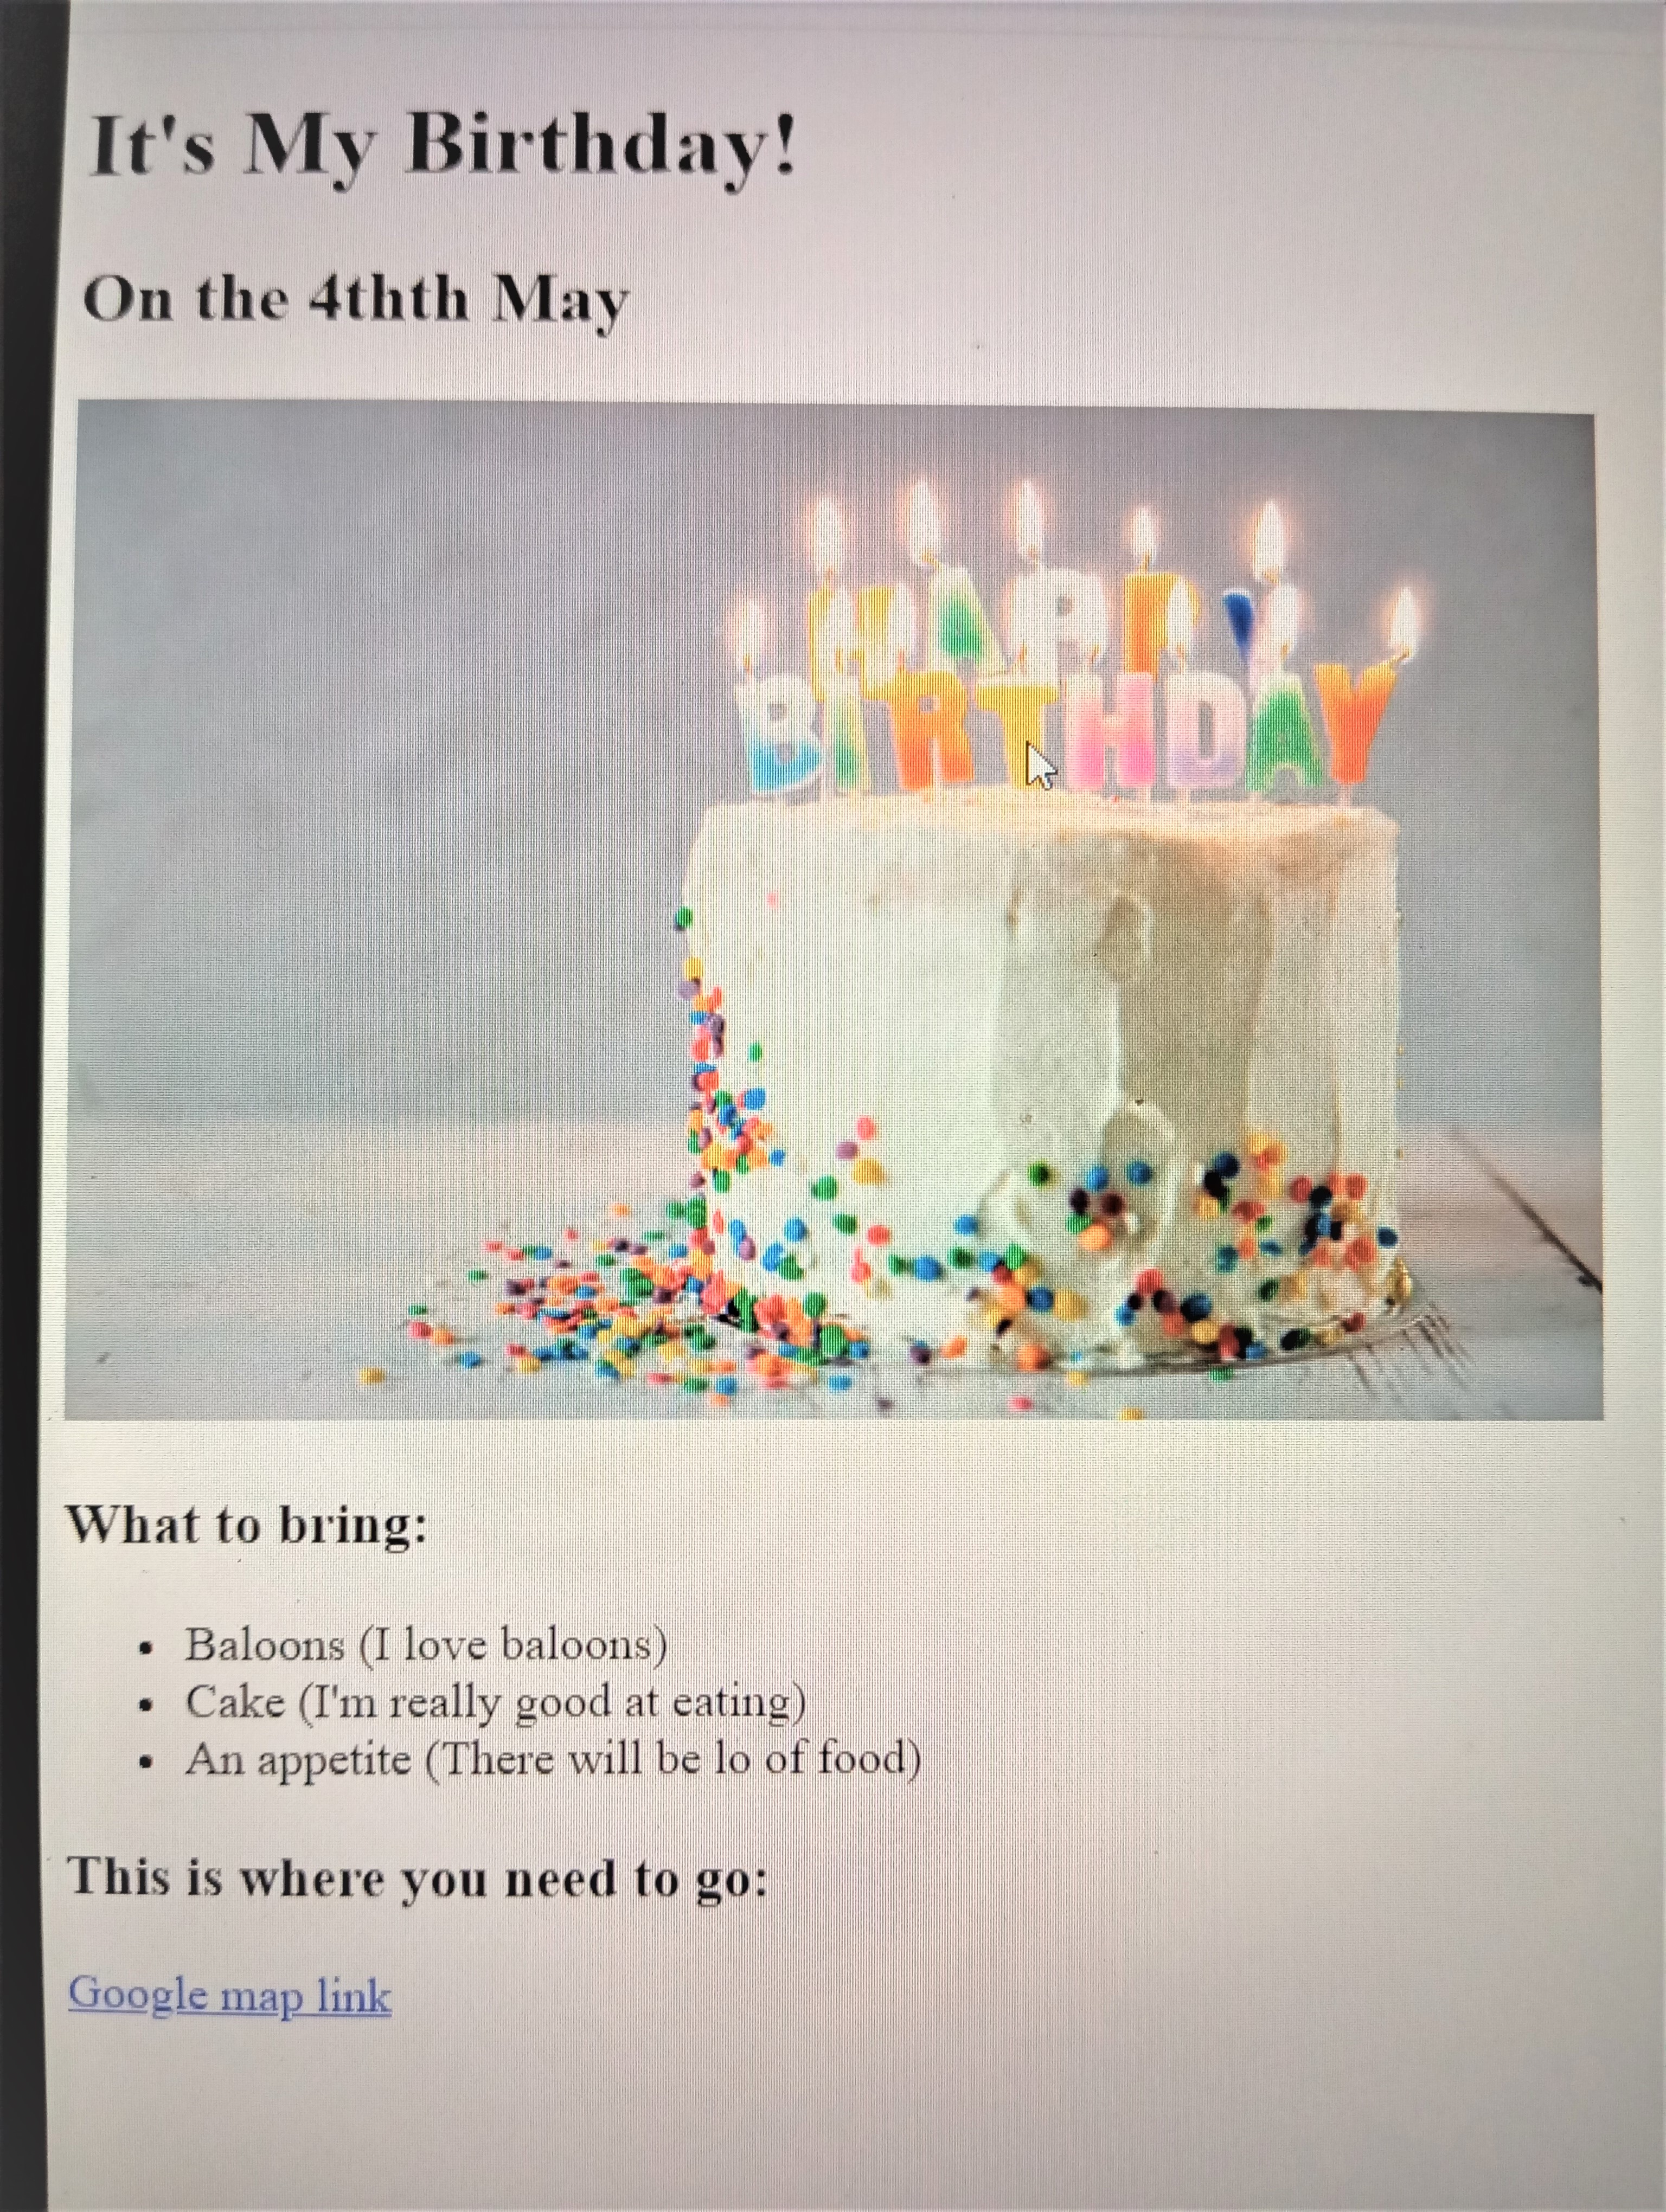 It's My Birthday!
On the 4thth May
HAPPY
BIRTHDAY
What to bring:
Baloons (I love baloons)
Cake (I'm really good at eating)
An appetite (There will be lo of food)
This is where you need to go:
Google map link